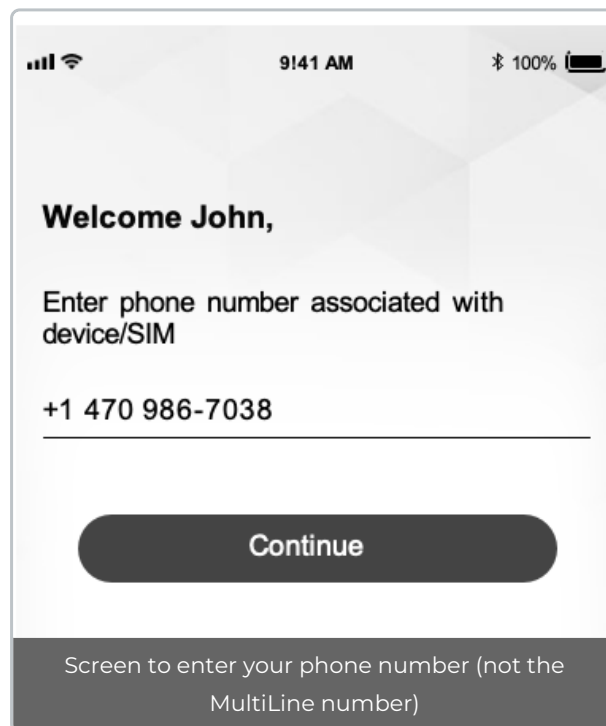 9:41 AM
100%
Welcome John,
Enter phone number associated with
device/SIM
+1 470 986-7038
Continue
Screen to enter your phone number (not the
MultiLine number)